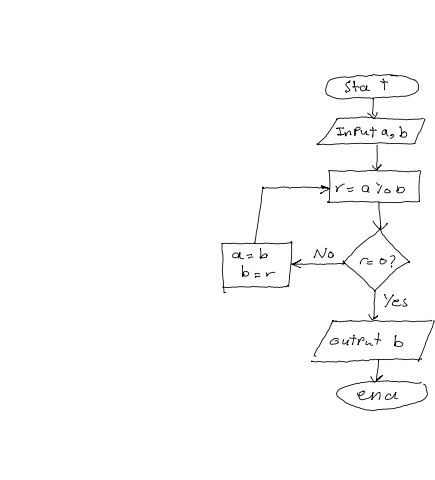 Sta t
Input a, b
r = a % b
r=0?
No
a = b
b = r
Yes
output b
end